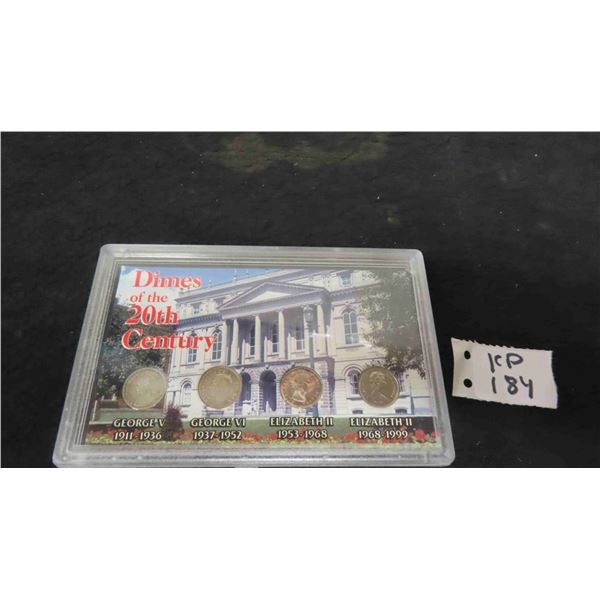 Dimes
of the
20th
Century
GEORGE V GEORGE VI ELIZABETH II ELIZABETH II
1911-1936 1937-1952 1953-1968 1968-1999
KP
184